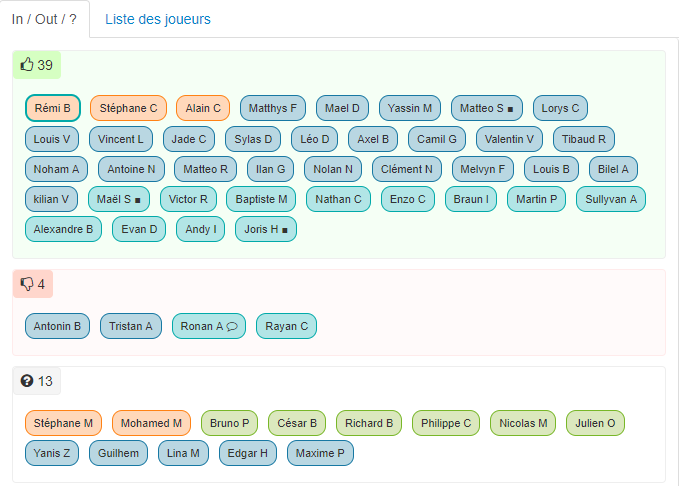 In / Out / ? Liste des joueurs
39
Rémi B Stéphane C Alain C Matthys F Mael D Yassin M Matteo S ■ Lorys C
Louis V Vincent L Jade C Sylas D Léo D Axel B Camil G Valentin V Tibaud R
Noham A Antoine N Matteo R Ilan G Nolan N Clément N Melvyn F Louis B Bilel A
kilian V Maël S ■ Victor R Baptiste M Nathan C Enzo C Braun I Martin P Sullyvan A
Alexandre B Evan D Andy I Joris H ■
4
Antonin B Tristan A Ronan A Rayan C
? 13
Stéphane M Mohamed M Bruno P César B Richard B Philippe C Nicolas M Julien O
Yanis Z Guilhem Lina M Edgar H Maxime P